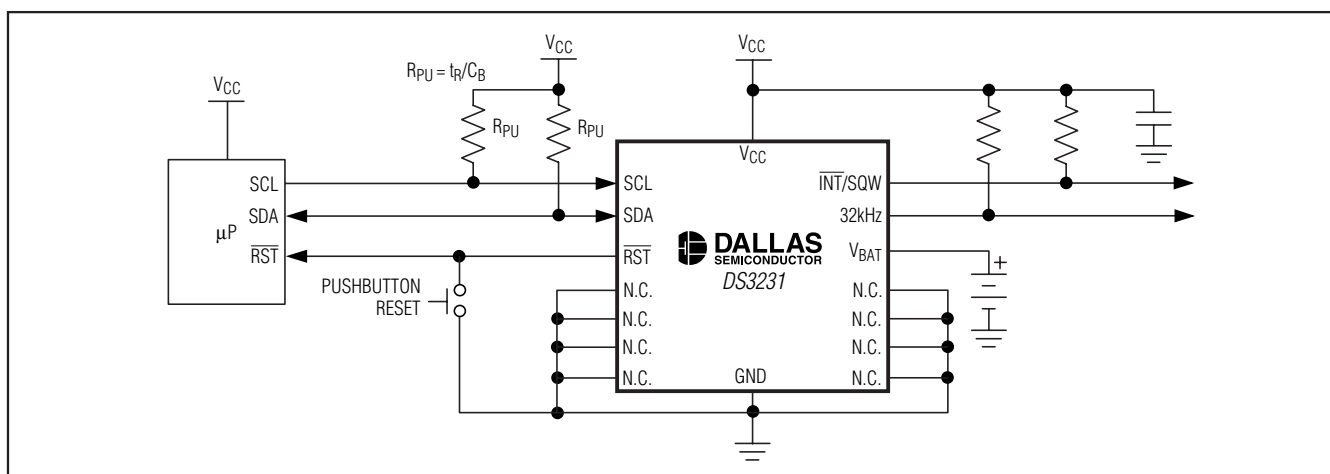 VCC
VCC
RPU = tR/CB
VCC
RPU
RPU
VCC
SCL
SCL
INT/SQW
SDA
SDA
32kHz
μP
RST
RST
DALLAS
SEMICONDUCTOR
DS3231
VBAT
+
PUSHBUTTON
RESET
N.C.
N.C.
N.C.
N.C.
N.C.
N.C.
N.C.
GND
N.C.